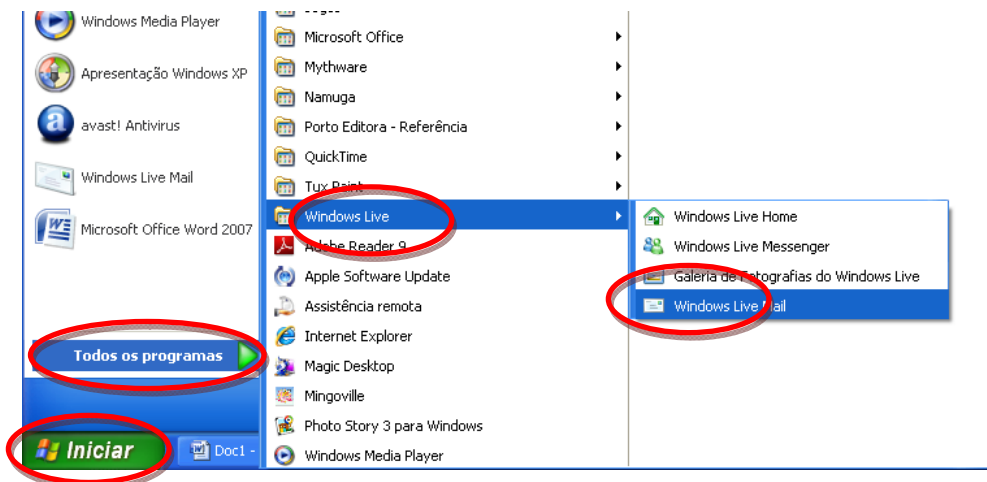 Windows Media Player
Apresentação Windows XP
avast! Antivirus
Windows Live Mail
Microsoft Office Word 2007
Todos os programas
Iniciar
Doc1 -
Microsoft Office
Mythware
Namuga
Porto Editora - Referência
QuickTime
Tux Paint
Windows Live
Adobe Reader 9
Apple Software Update
Assistência remota
Internet Explorer
Magic Desktop
Mingoville
Photo Story 3 para Windows
Windows Media Player
Windows Live Home
Windows Live Messenger
Galeria de Fotografias do Windows Live
Windows Live Mail